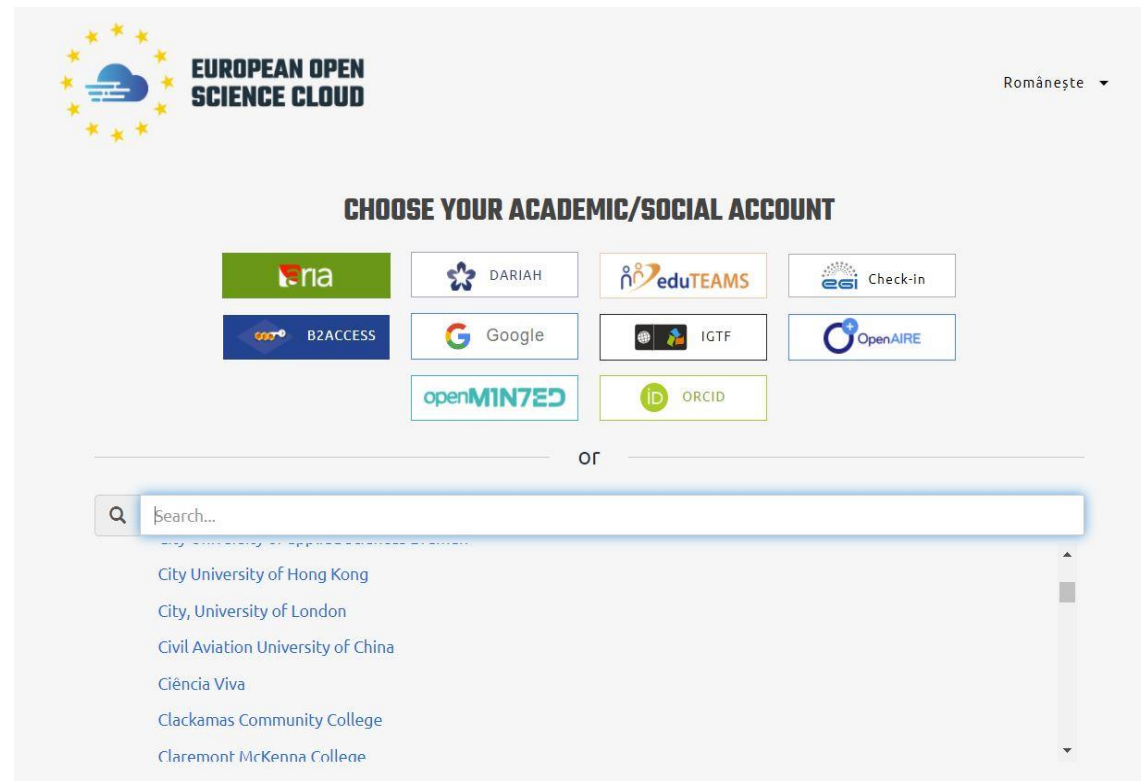 EUROPEAN OPEN
SCIENCE CLOUD
Românește
CHOOSE YOUR ACADEMIC/SOCIAL ACCOUNT
aria
DARIAH
eduTEAMS
egi Check-in
B2ACCESS
Google
IGTF
OpenAIRE
openM1N7ED
iD ORCID
or
Search...
City University of Hong Kong
City, University of London
Civil Aviation University of China
Ciência Viva
Clackamas Community College
Claremont McKenna College